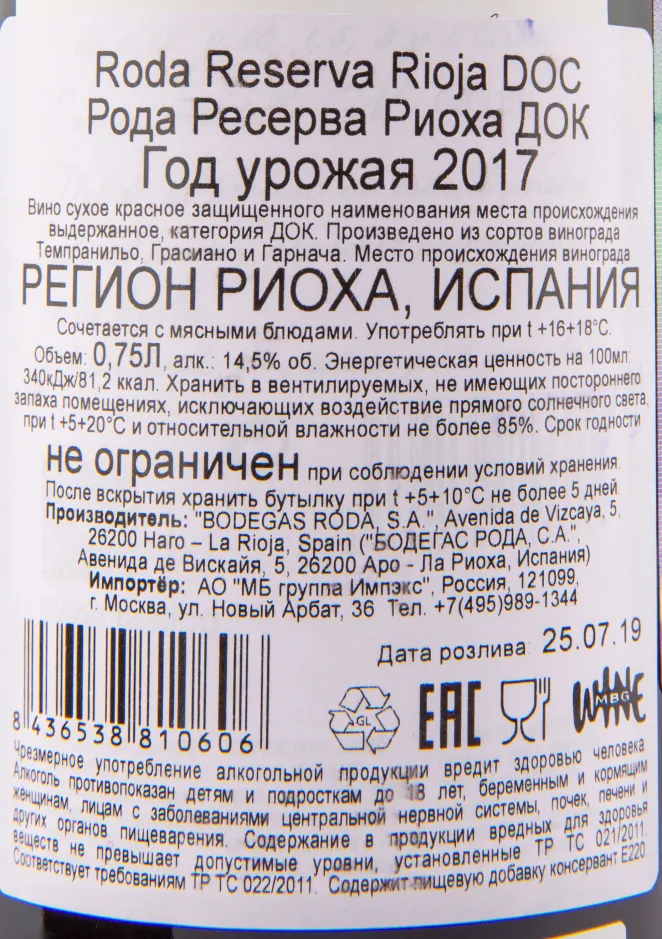 Roda Reserva Rioja DOC
Рода Ресерва Риоха ДОК
Год урожая 2017
Вино сухое красное защищенного наименования места происхождения
выдержанное, категория ДОК. Произведено из сортов винограда
Темпранильо, Грасиано и Гарнача. Место происхождения винограда
РЕГИОН РИОХА, ИСПАНИЯ
Сочетается с мясными блюдами. Употреблять при t +16+18°С.
Объем: 0,75Л, алк.: 14,5% об. Энергетическая ценность на 100мл:
340кДж/81,2 ккал. Хранить в вентилируемых, не имеющих постороннего
запаха помещениях, исключающих воздействие прямого солнечного света,
при t +5+20°С и относительной влажности не более 85%. Срок годности
не ограничен при соблюдении условий хранения.
После вскрытия хранить бутылку при t +5+10°С не более 5 дней.
Производитель: "BODEGAS RODA, S.A.", Avenida de Vizcaya, 5,
26200 Haro – La Rioja, Spain ("БОДЕГАС РОДА, С.А.",
Авенида де Вискайя, 5, 26200 Аро - Ла Риоха, Испания)
Импортёр: АО "МБ группа Импэкс", Россия, 121099,
г. Москва, ул. Новый Арбат, 36 Тел. +7(495)989-1344
Дата розлива: 25.07.19
8 436538 810606
GL
EAC
WINE
MBG
Чрезмерное употребление алкогольной продукции вредит здоровью человека.
Алкоголь противопоказан детям и подросткам до 18 лет, беременным и кормящим
женщинам, лицам с заболеваниями центральной нервной системы, почек, печени и
других органов пищеварения. Содержание в продукции вредных для здоровья
веществ не превышает допустимые уровни, установленные ТР ТС 021/2011.
Соответствует требованиям ТР ТС 022/2011. Содержит пищевую добавку консервант Е220